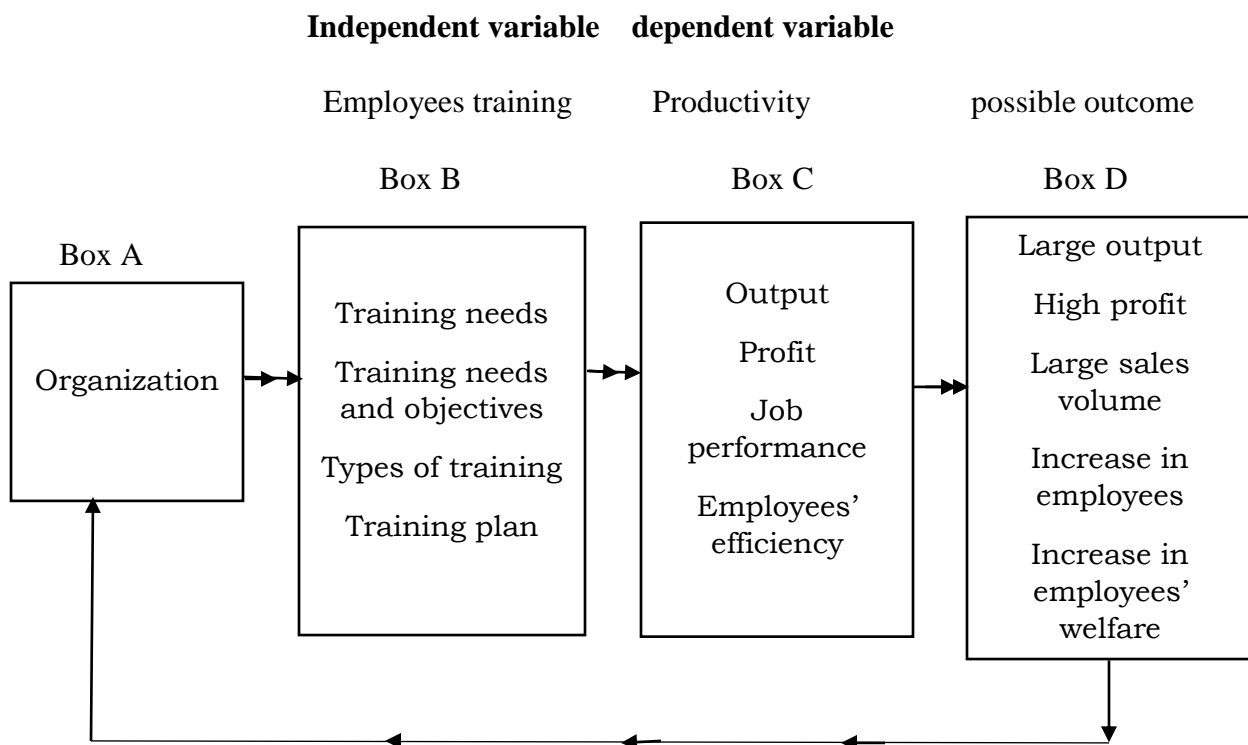 Independent variable dependent variable
Employees training Productivity possible outcome
Box B Box C Box D
Box A
Organization
Training needs
Training needs
and objectives
Types of training
Training plan
Output
Profit
Job
performance
Employees’
efficiency
Large output
High profit
Large sales
volume
Increase in
employees
Increase in
employees’
welfare